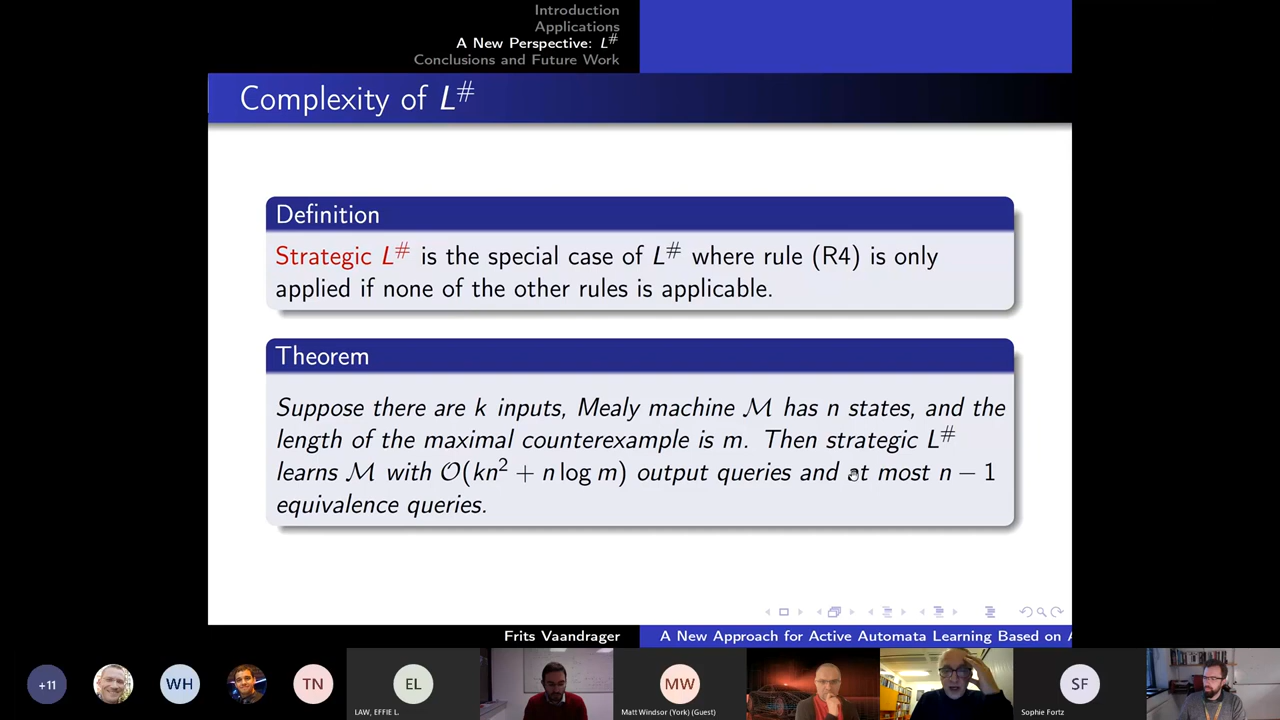 Introduction
Applications
A New Perspective: L#
Conclusions and Future Work
Complexity of L#
Definition
Strategic L# is the special case of L# where rule (R4) is only
applied if none of the other rules is applicable.
Theorem
Suppose there are k inputs, Mealy machine M has n states, and the
length of the maximal counterexample is m. Then strategic L#
learns M with O(kn² + n log m) output queries and at most n − 1
equivalence queries.
Frits Vaandrager
A New Approach for Active Automata Learning Based on A
+11
WH
TN
EL
MW
SF
LAW, EFFIE L.
Matt Windsor (York) (Guest)
Sophie Fortz